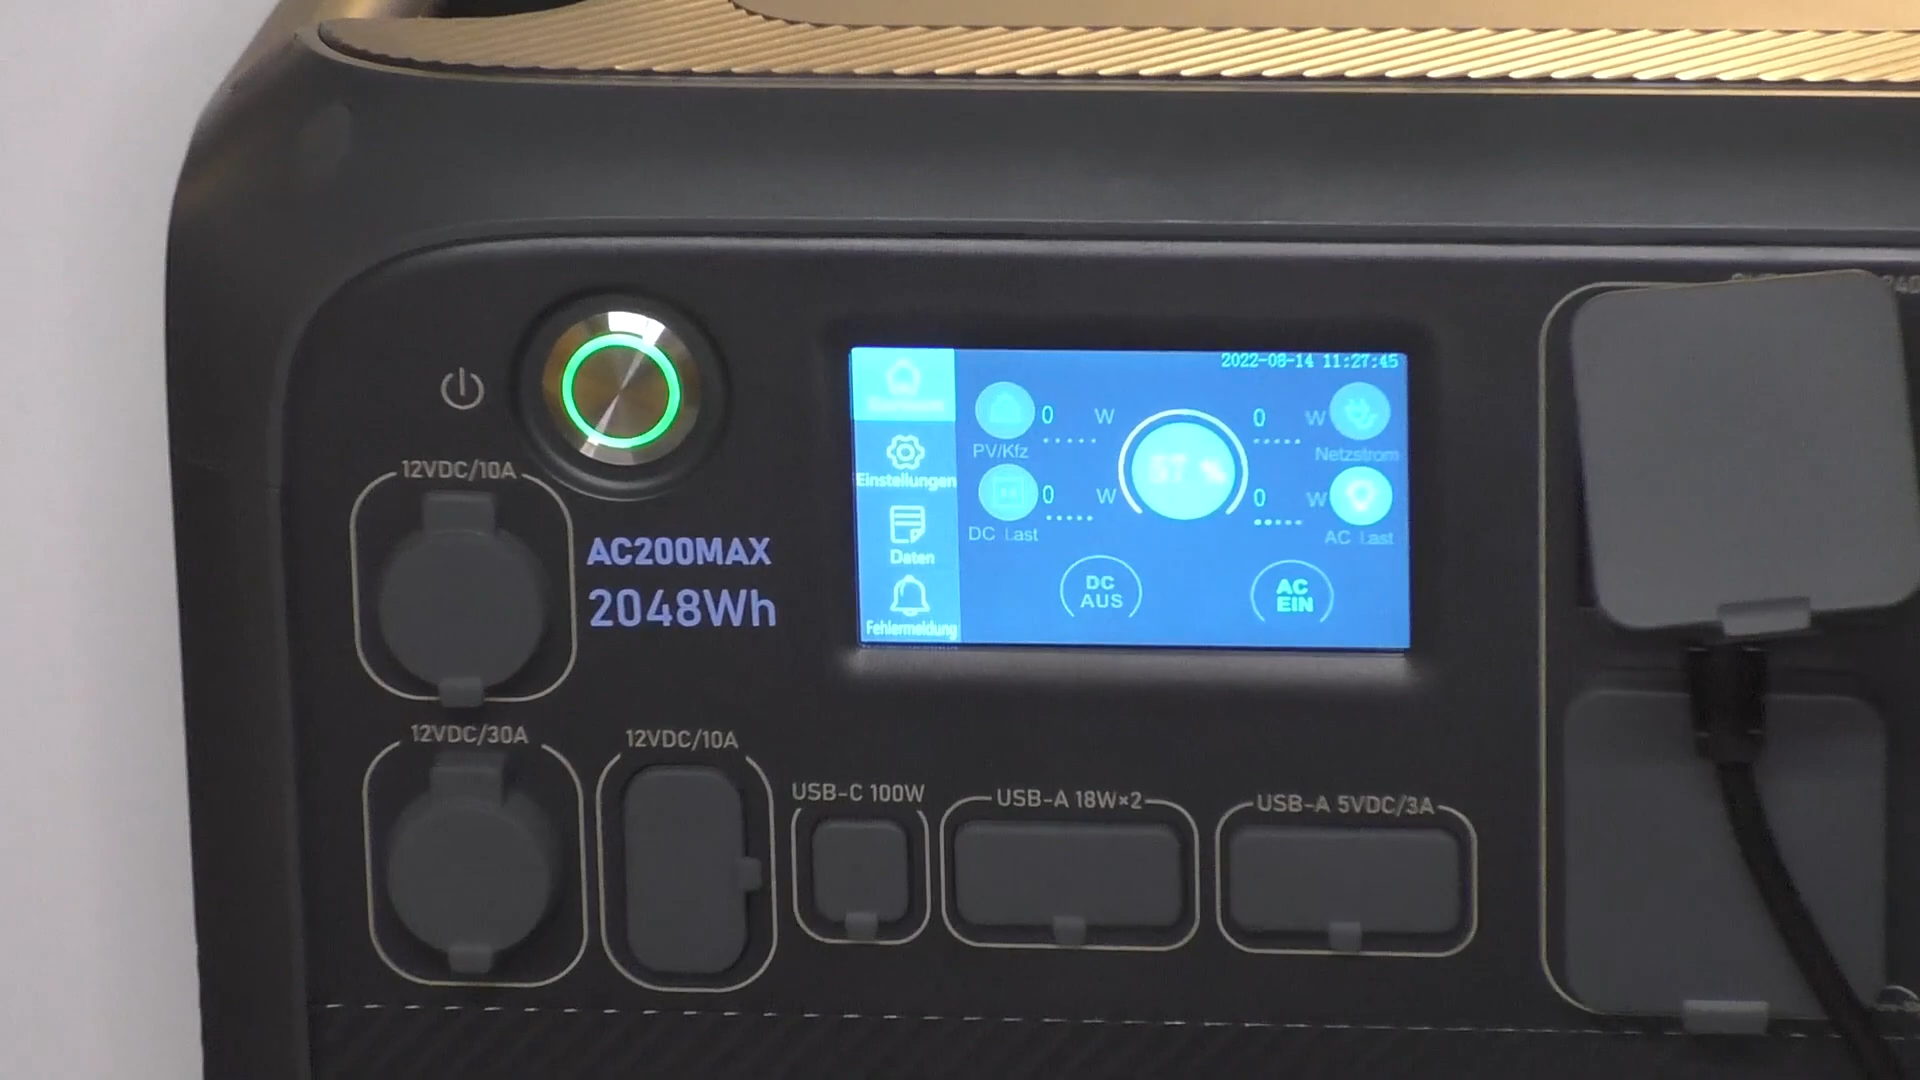 2022-08-14 11:27:45
0 W
PV/Kfz
0 W
Netzstrom
57 %
Einstellungen
0 W
DC Last
0 W
AC Last
Daten
DC
AUS
AC
EIN
Fehlermeldung
12VDC/10A
AC200MAX
2048Wh
12VDC/30A
12VDC/10A
USB-C 100W
USB-A 18W×2
USB-A 5VDC/3A